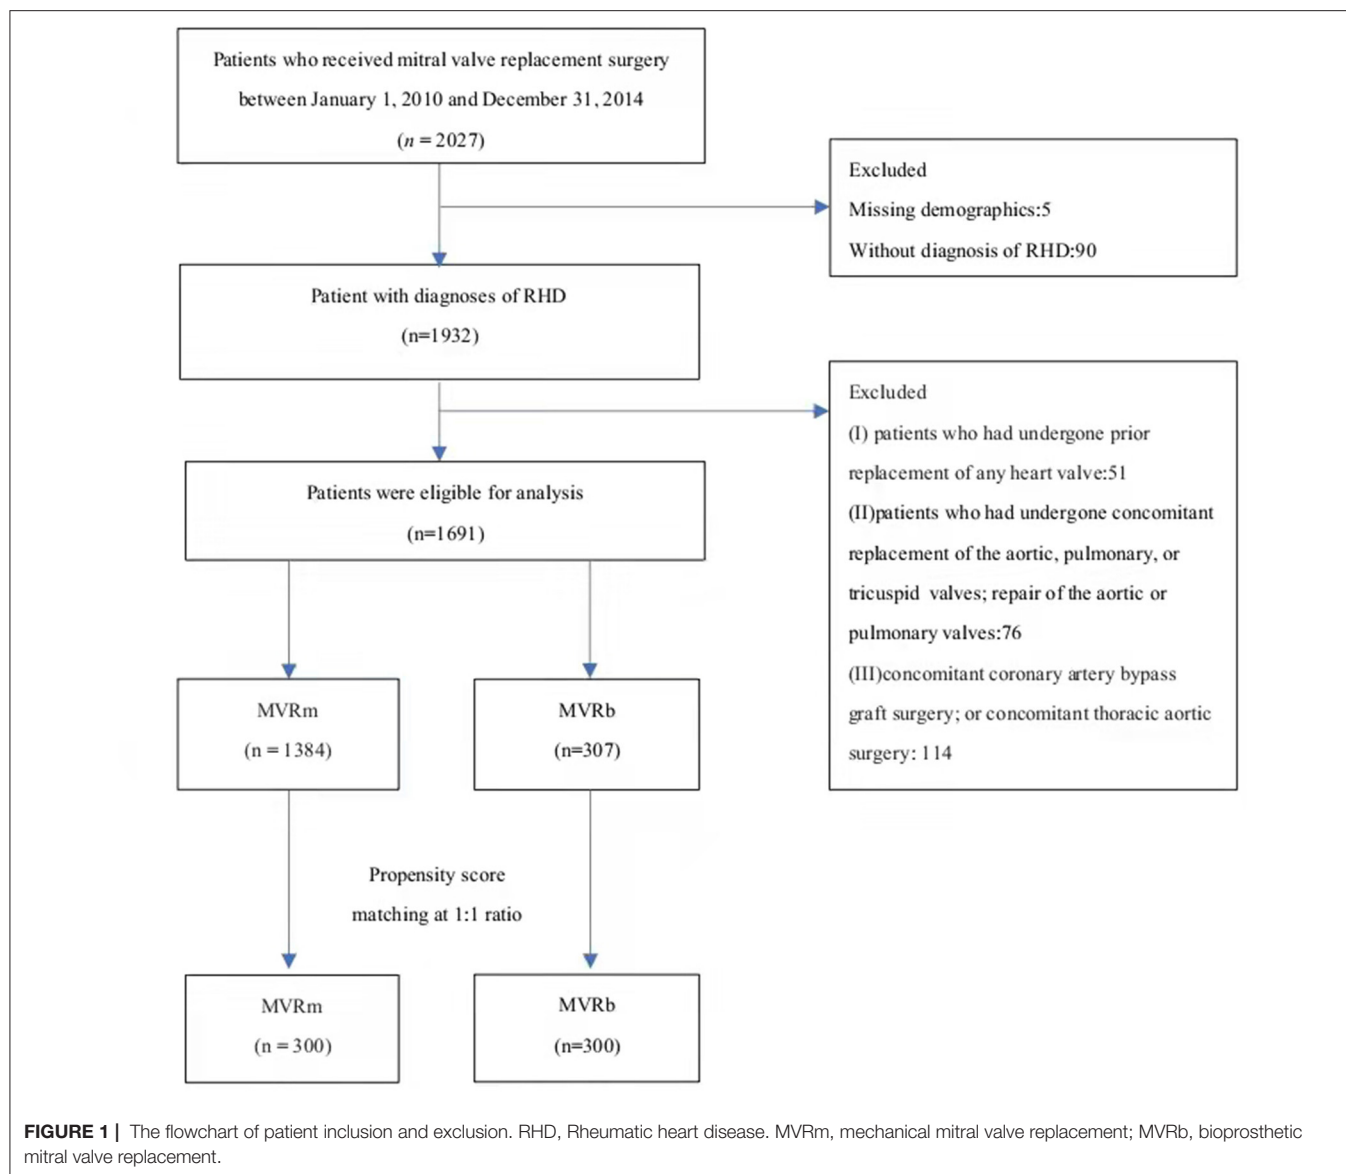 Patients who received mitral valve replacement surgery
between January 1, 2010 and December 31, 2014
(n = 2027)
Excluded
Missing demographics:5
Without diagnosis of RHD:90
Patient with diagnoses of RHD
(n=1932)
Excluded
(I) patients who had undergone prior
replacement of any heart valve:51
(II)patients who had undergone concomitant
replacement of the aortic, pulmonary, or
tricuspid valves; repair of the aortic or
pulmonary valves:76
(III)concomitant coronary artery bypass
graft surgery; or concomitant thoracic aortic
surgery: 114
Patients were eligible for analysis
(n=1691)
MVRm
(n = 1384)
MVRb
(n=307)
Propensity score
matching at 1:1 ratio
MVRm
(n = 300)
MVRb
(n=300)
FIGURE 1 | The flowchart of patient inclusion and exclusion. RHD, Rheumatic heart disease. MVRm, mechanical mitral valve replacement; MVRb, bioprosthetic
mitral valve replacement.